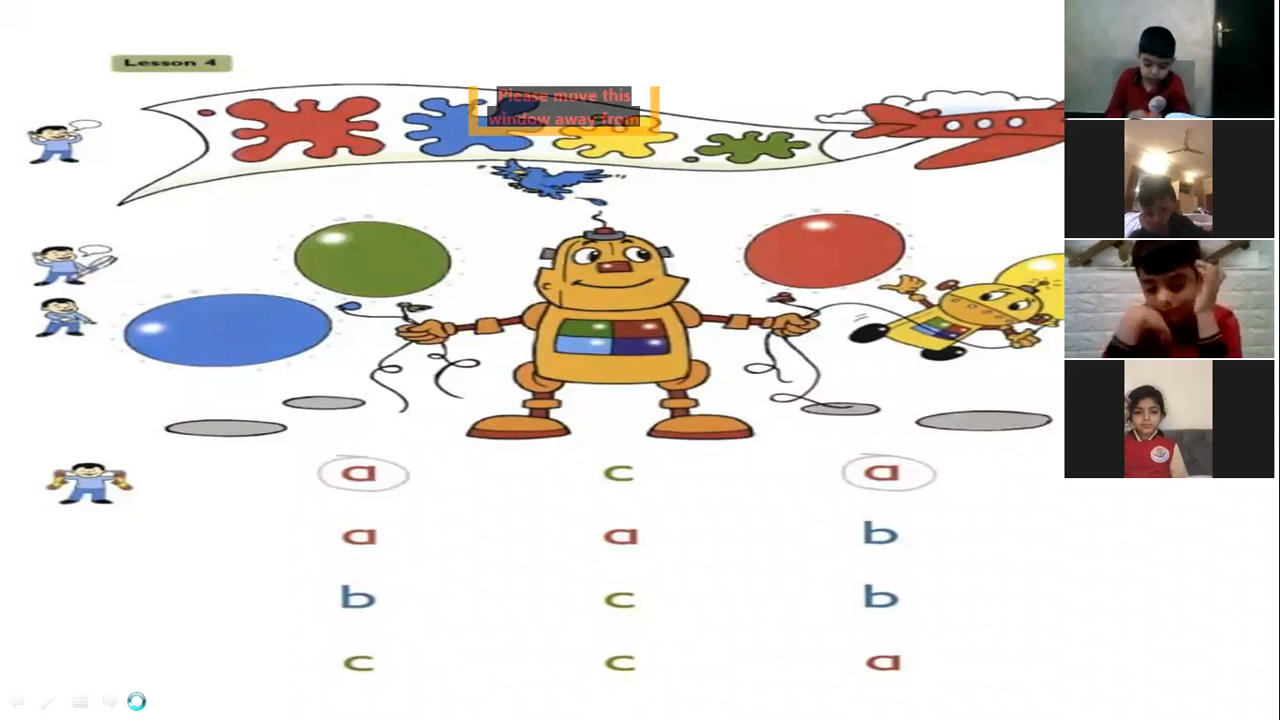 Lesson 4
Please move this
window away from
a c a
a a b
b c b
c c a